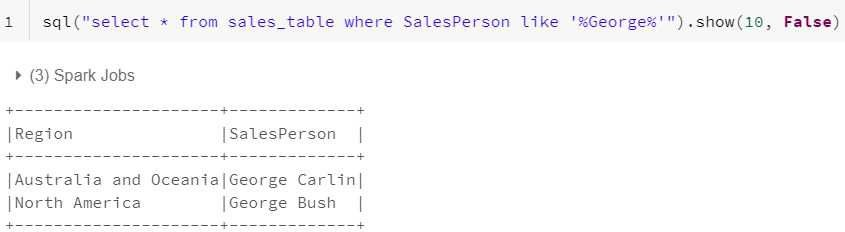 1 sql("select * from sales_table where SalesPerson like '%George%'").show(10, False)
(3) Spark Jobs
+---------------------+-------------+
|Region               |SalesPerson  |
+---------------------+-------------+
|Australia and Oceania|George Carlin|
|North America        |George Bush  |
+---------------------+-------------+